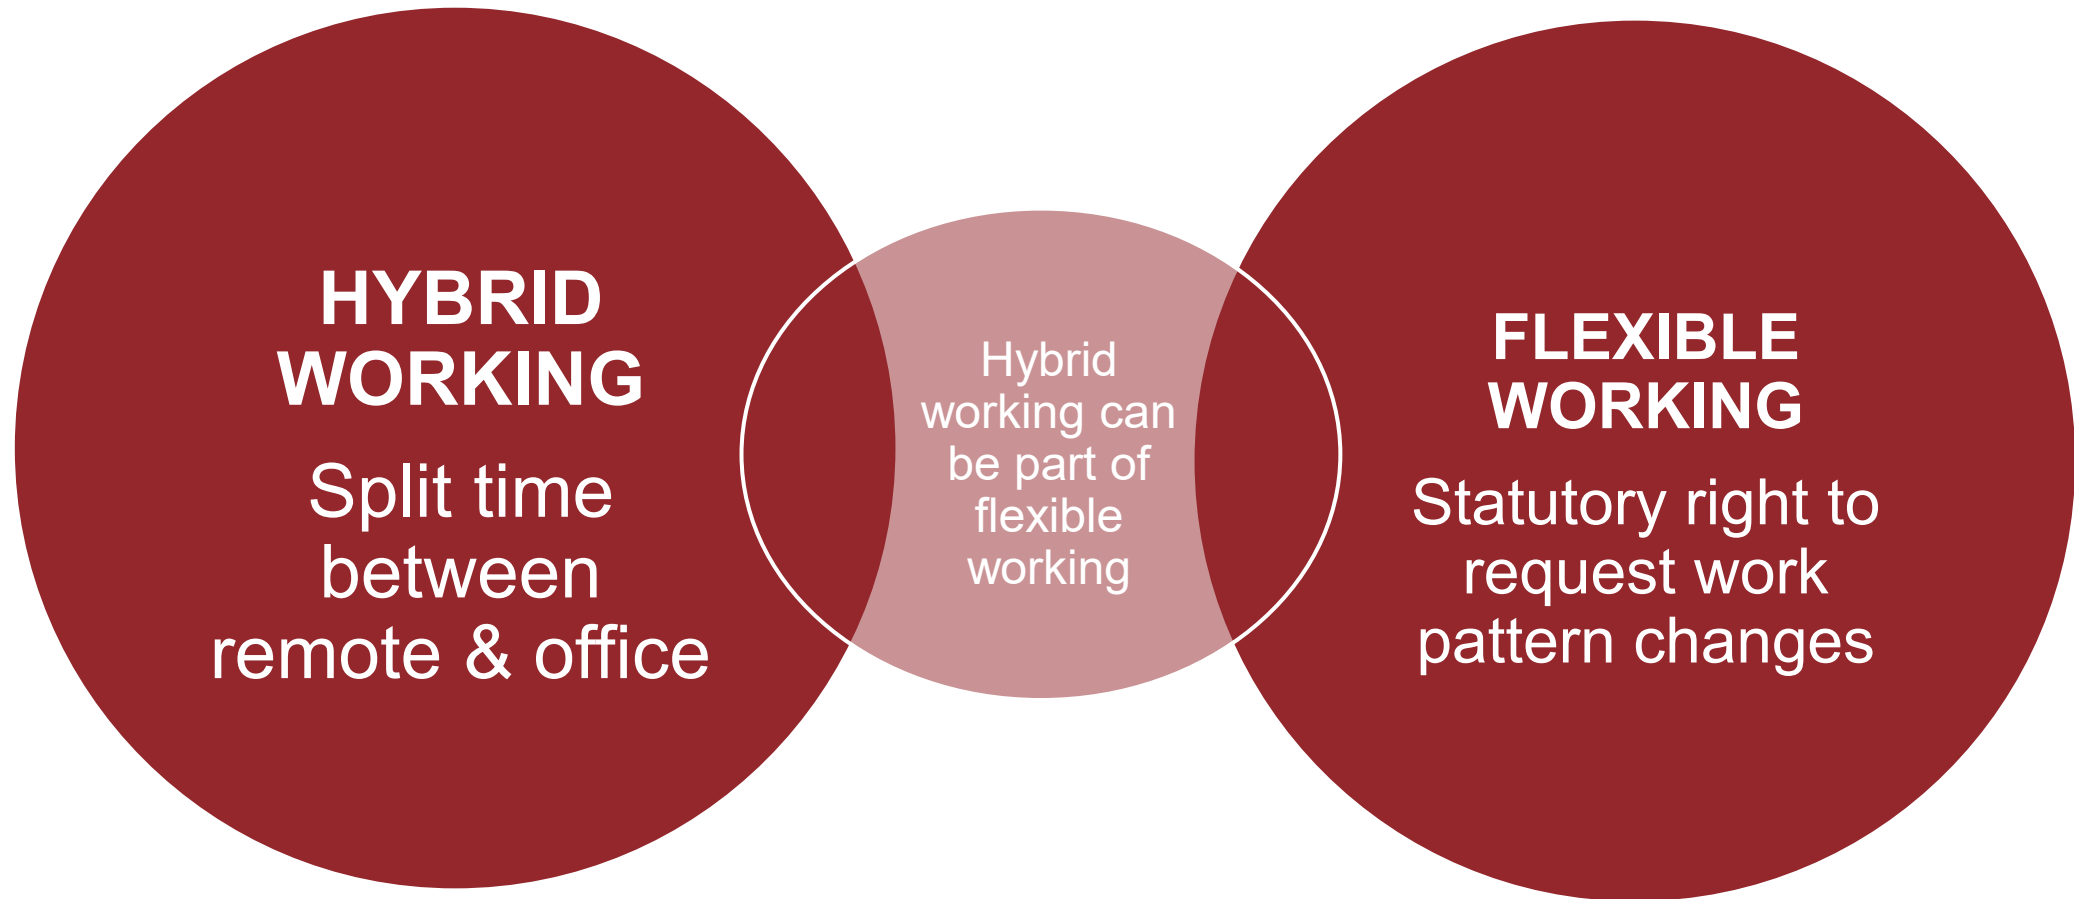 HYBRID
WORKING
Split time
between
remote & office
Hybrid
working can
be part of
flexible
working
FLEXIBLE
WORKING
Statutory right to
request work
pattern changes